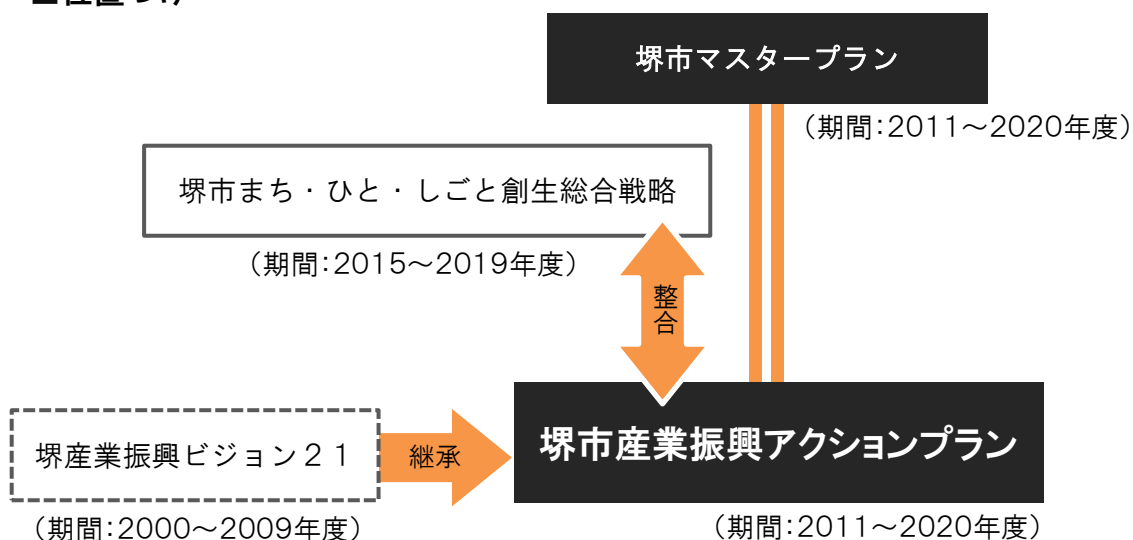 堺市マスタープラン
（期間：2011～2020年度）
堺市まち・ひと・しごと創生総合戦略
（期間：2015～2019年度）
整合
堺産業振興ビジョン２１
継承
堺市産業振興アクションプラン
（期間：2000～2009年度）
（期間：2011～2020年度）